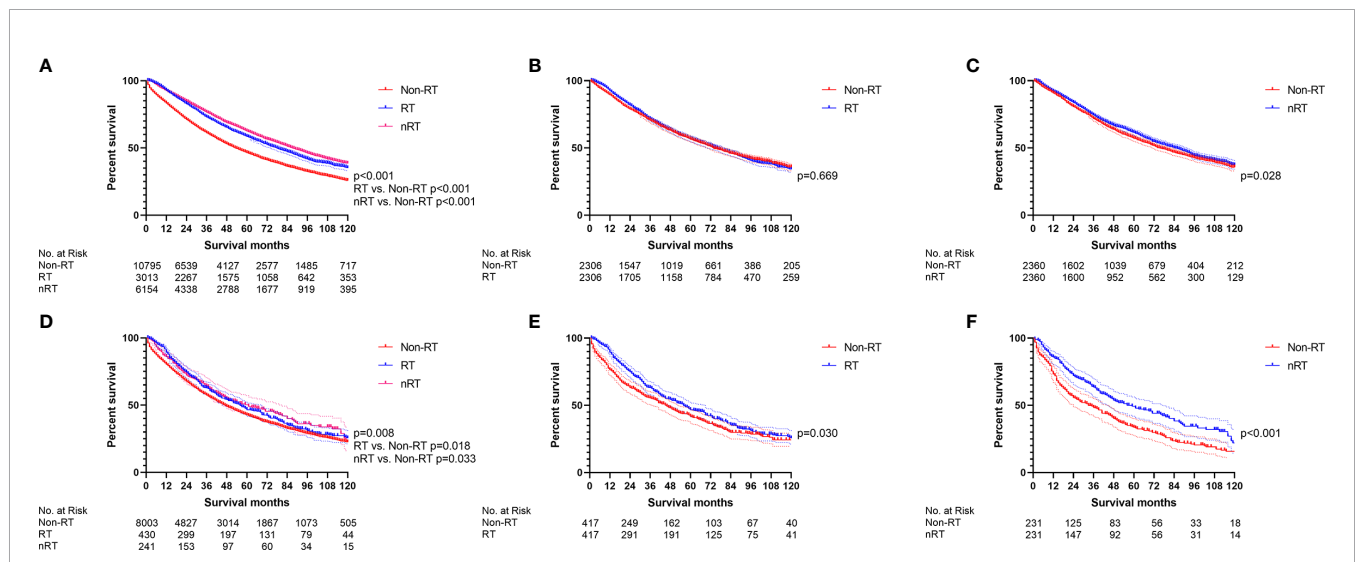 A
100
50
0
Percent survival
0 12 24 36 48 60 72 84 96 108 120
Survival months
Non-RT
RT
nRT
p<0.001
RT vs. Non-RT p<0.001
nRT vs. Non-RT p<0.001
No. at Risk
Non-RT 10795 6539 4127 2577 1485 717
RT 3013 2267 1575 1058 642 353
nRT 6154 4338 2788 1677 919 395
B
100
50
0
Percent survival
0 12 24 36 48 60 72 84 96 108 120
Survival months
Non-RT
RT
p=0.669
No. at Risk
Non-RT 2306 1547 1019 661 386 205
RT 2306 1705 1158 784 470 259
C
100
50
0
Percent survival
0 12 24 36 48 60 72 84 96 108 120
Survival months
Non-RT
nRT
p=0.028
No. at Risk
Non-RT 2360 1602 1039 679 404 212
nRT 2360 1600 952 562 300 129
D
100
50
0
Percent survival
0 12 24 36 48 60 72 84 96 108 120
Survival months
Non-RT
RT
nRT
p=0.008
RT vs. Non-RT p=0.018
nRT vs. Non-RT p=0.033
No. at Risk
Non-RT 8003 4827 3014 1867 1073 505
RT 430 299 197 131 79 44
nRT 241 153 97 60 34 15
E
100
50
0
Percent survival
0 12 24 36 48 60 72 84 96 108 120
Survival months
Non-RT
RT
p=0.030
No. at Risk
Non-RT 417 249 162 103 67 40
RT 417 291 191 125 75 41
F
100
50
0
Percent survival
0 12 24 36 48 60 72 84 96 108 120
Survival months
Non-RT
nRT
p<0.001
No. at Risk
Non-RT 231 125 83 56 33 18
nRT 231 147 92 56 31 14